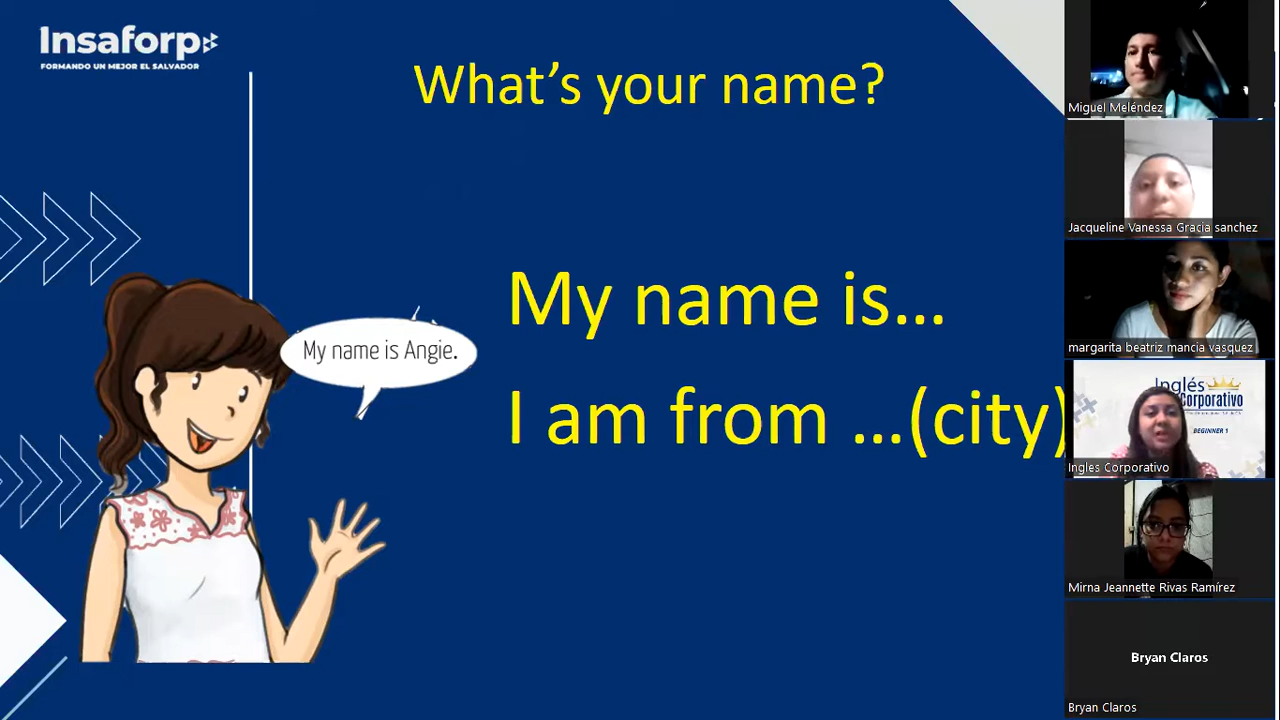 Insaforp
FORMANDO UN MEJOR EL SALVADOR
What's your name?
My name is...
I am from ...(city)
My name is Angie.
Miguel Meléndez
Jacqueline Vanessa Gracia sanchez
margarita beatriz mancia vasquez
Inglés
Corporativo
BEGINNER 1
Ingles Corporativo
Mirna Jeannette Rivas Ramírez
Bryan Claros
Bryan Claros